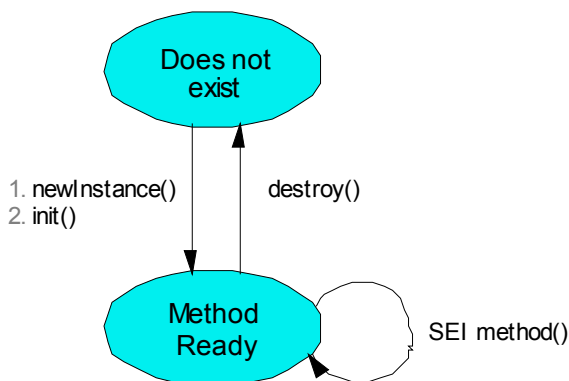 Does not
exist
1. newInstance()
2. init()
destroy()
Method
Ready
SEI method()